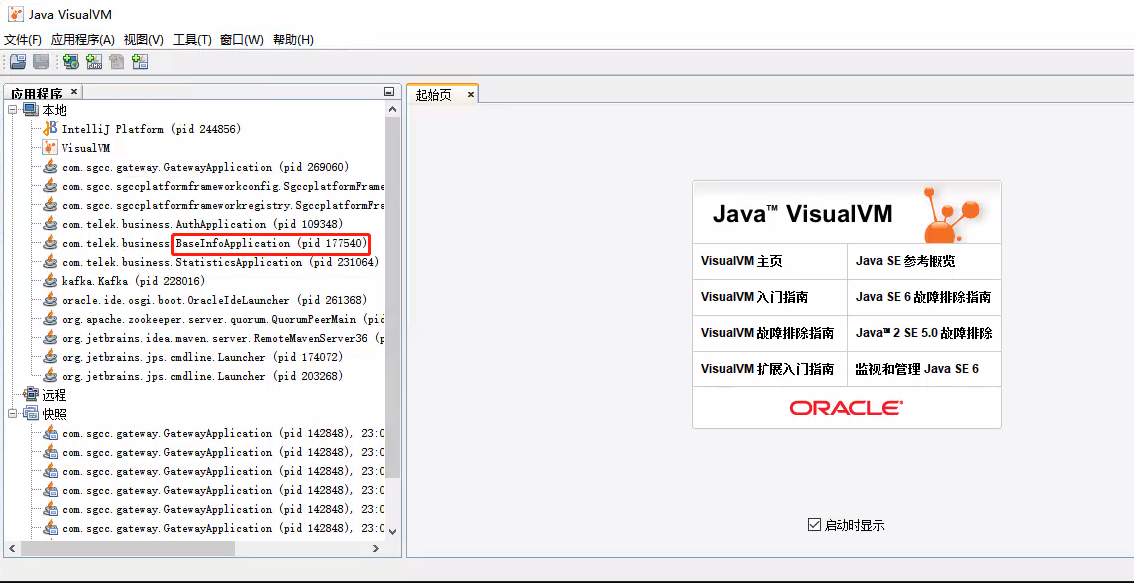 Java VisualVM
文件(F) 应用程序(A) 视图(V) 工具(T) 窗口(W) 帮助(H)
应用程序 ×
本地
IntelliJ Platform (pid 244856)
VisualVM
com.sgcc.gateway.GatewayApplication (pid 269060)
com.sgcc.sgccplatformframeworkconfig.SgccplatformFrame
com.sgcc.sgccplatformframeworkregistry.SgccplatformFra
com.telek.business.AuthApplication (pid 109348)
com.telek.business.BaseInfoApplication (pid 177540)
com.telek.business.StatisticsApplication (pid 231064)
kafka.Kafka (pid 228016)
oracle.ide.osgi.boot.OracleIdeLauncher (pid 261368)
org.apache.zookeeper.server.quorum.QuorumPeerMain (pid
org.jetbrains.idea.maven.server.RemoteMavenServer36 (p
org.jetbrains.jps.cmdline.Launcher (pid 174072)
org.jetbrains.jps.cmdline.Launcher (pid 203268)
远程
快照
com.sgcc.gateway.GatewayApplication (pid 142848), 23:0
com.sgcc.gateway.GatewayApplication (pid 142848), 23:0
com.sgcc.gateway.GatewayApplication (pid 142848), 23:0
com.sgcc.gateway.GatewayApplication (pid 142848), 23:0
com.sgcc.gateway.GatewayApplication (pid 142848), 23:0
com.sgcc.gateway.GatewayApplication (pid 142848), 23:0
起始页 ×
Java™ VisualVM
VisualVM 主页
Java SE 参考概览
VisualVM 入门指南
Java SE 6 故障排除指南
VisualVM 故障排除指南
Java™ 2 SE 5.0 故障排除
VisualVM 扩展入门指南
监视和管理 Java SE 6
ORACLE
启动时显示